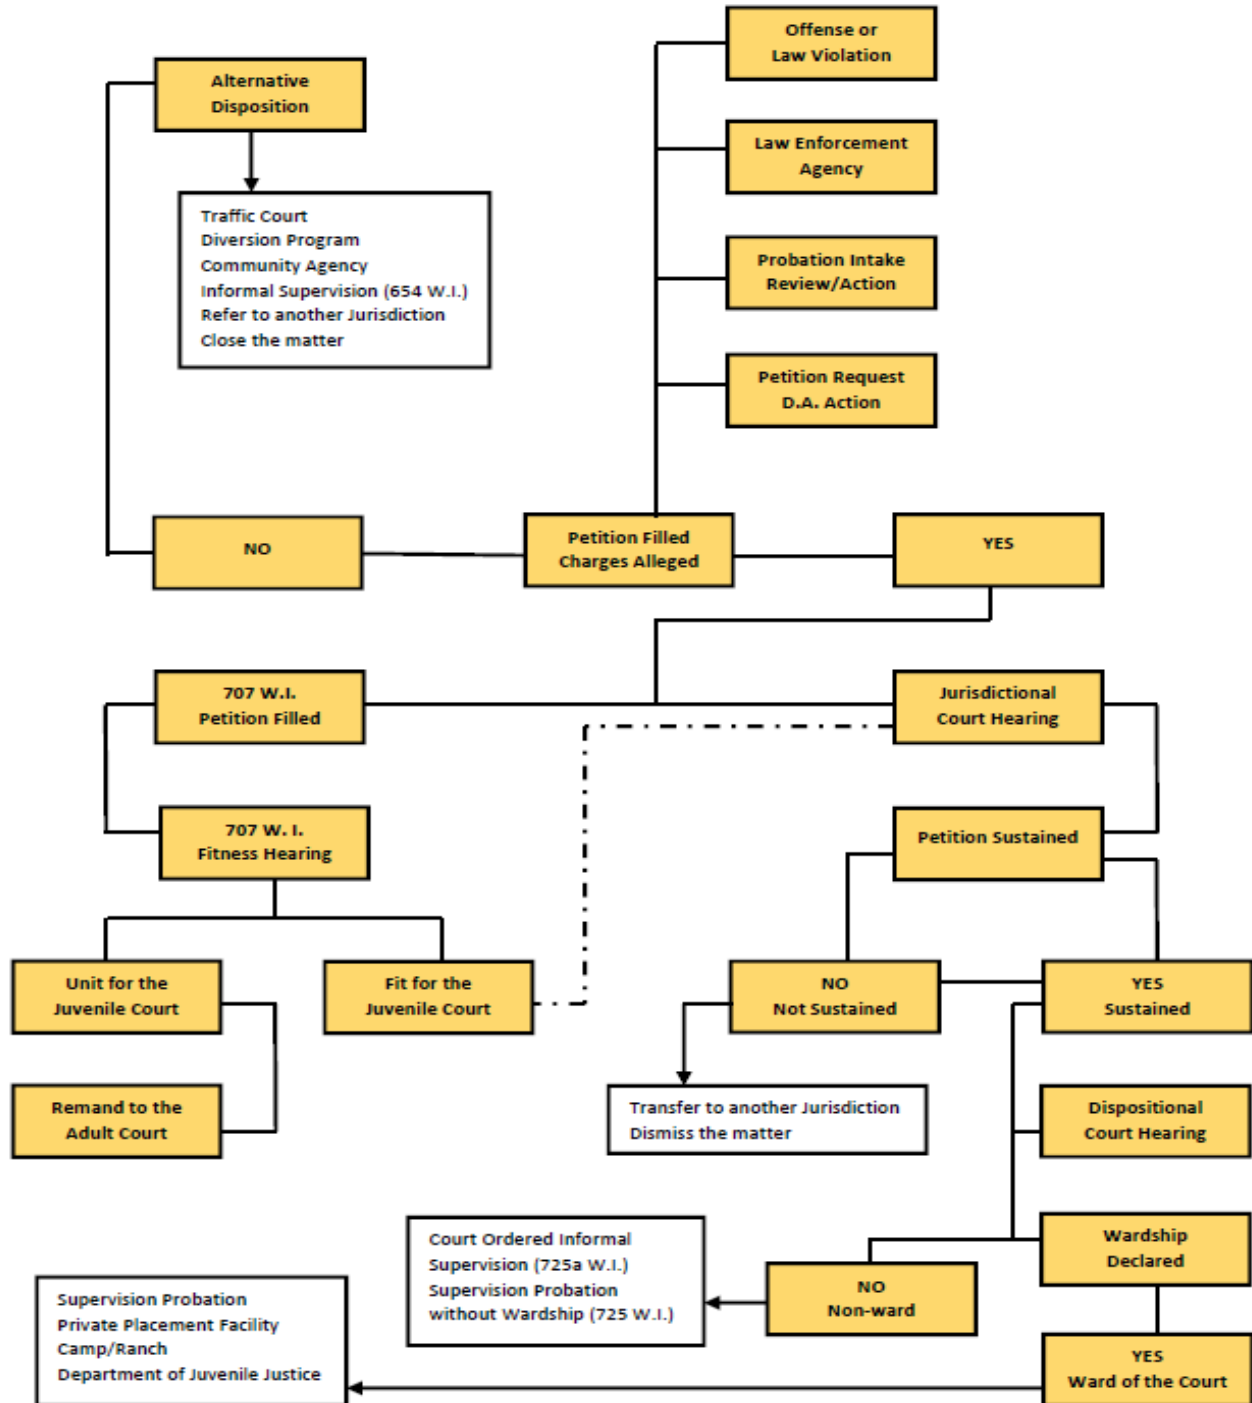 Offense or
Law Violation
Alternative
Disposition
Law Enforcement
Agency
Traffic Court
Diversion Program
Community Agency
Informal Supervision (654 W.I.)
Refer to another Jurisdiction
Close the matter
Probation Intake
Review/Action
Petition Request
D.A. Action
NO
Petition Filled
Charges Alleged
YES
707 W.I.
Petition Filled
Jurisdictional
Court Hearing
707 W. I.
Fitness Hearing
Petition Sustained
Unit for the
Juvenile Court
Fit for the
Juvenile Court
NO
Not Sustained
YES
Sustained
Remand to the
Adult Court
Transfer to another Jurisdiction
Dismiss the matter
Dispositional
Court Hearing
Court Ordered Informal
Supervision (725a W.I.)
Supervision Probation
without Wardship (725 W.I.)
Wardship
Declared
NO
Non-ward
Supervision Probation
Private Placement Facility
Camp/Ranch
Department of Juvenile Justice
YES
Ward of the Court